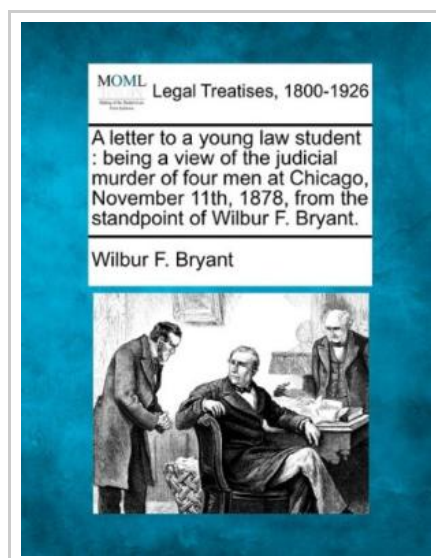 MOML
Legal Treatises, 1800-1926
A letter to a young law student
: being a view of the judicial
murder of four men at Chicago,
November 11th, 1878, from the
standpoint of Wilbur F. Bryant.
Wilbur F. Bryant